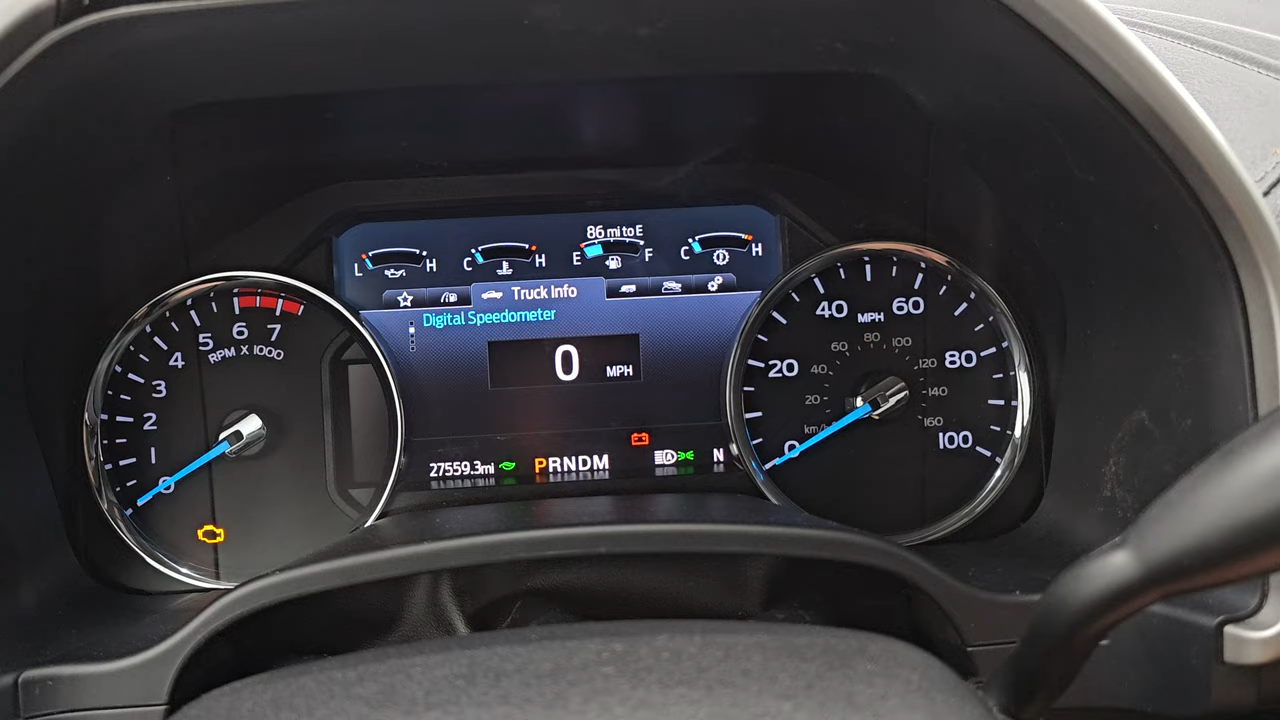 86 mi to E
L H
C H
E F
C H
Truck Info
Digital Speedometer
0 MPH
27559.3mi
PRNDM
A
N
0 1 2 3 4 5 6 7
RPM X 1000
0 20 40 60 80 100
MPH
20 40 60 80 100 120 140 160
km/h